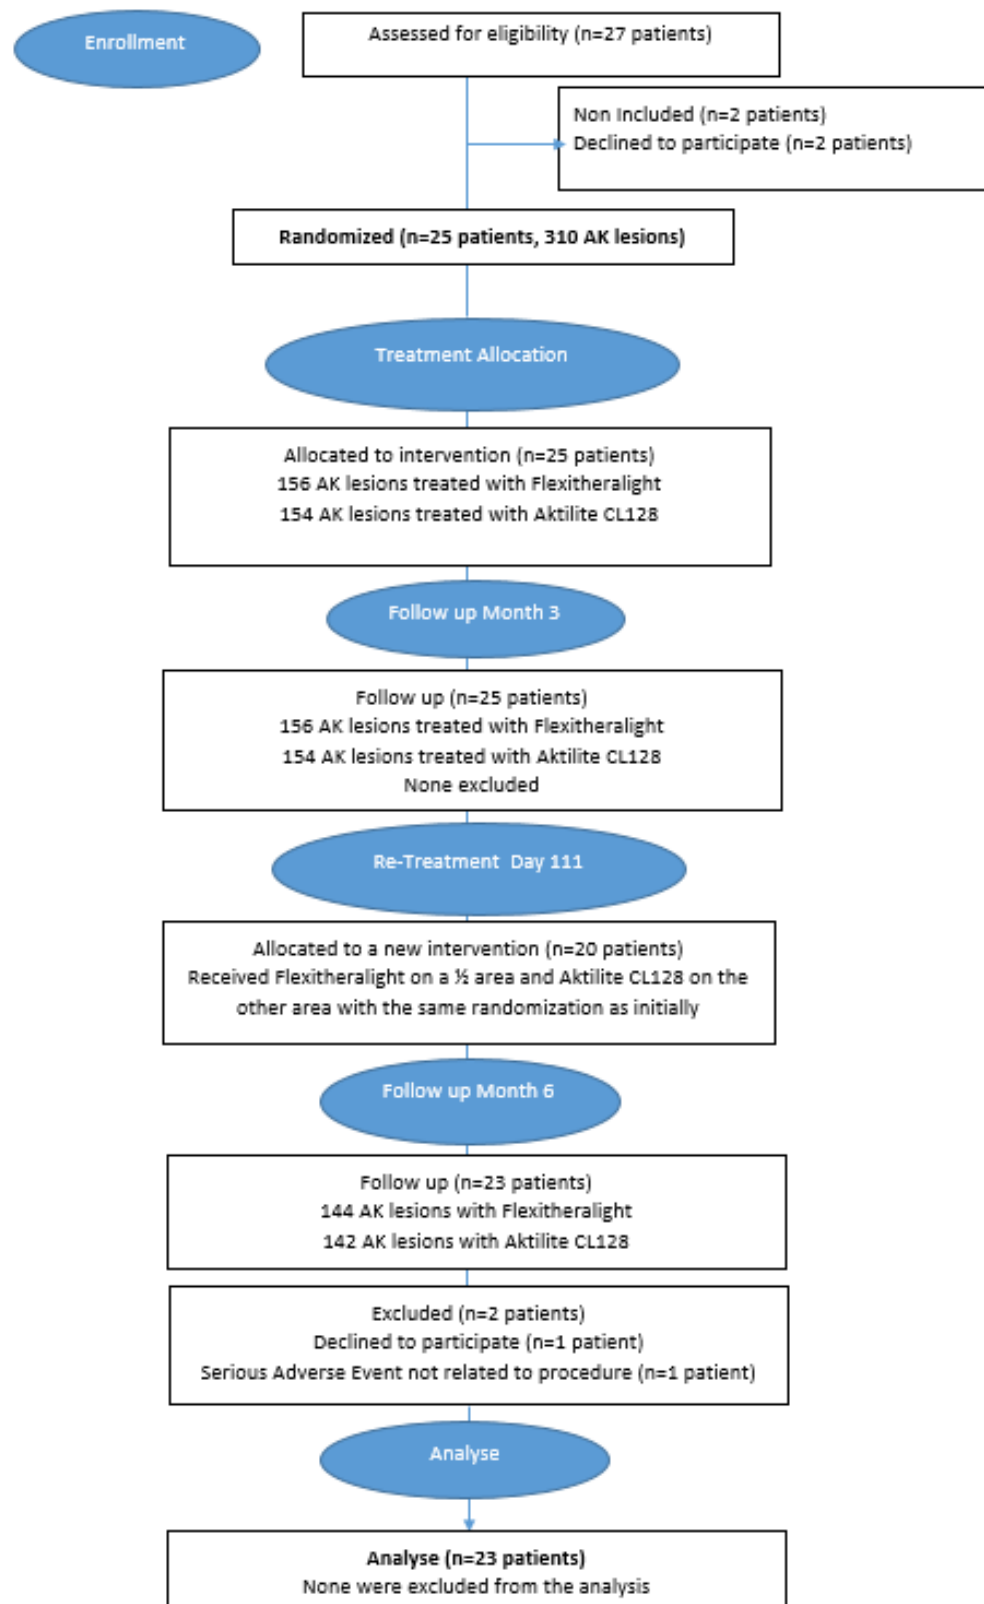 Enrollment
Assessed for eligibility (n=27 patients)
Non Included (n=2 patients)
Declined to participate (n=2 patients)
Randomized (n=25 patients, 310 AK lesions)
Treatment Allocation
Allocated to intervention (n=25 patients)
156 AK lesions treated with Flexitheralight
154 AK lesions treated with Aktilite CL128
Follow up Month 3
Follow up (n=25 patients)
156 AK lesions treated with Flexitheralight
154 AK lesions treated with Aktilite CL128
None excluded
Re-Treatment Day 111
Allocated to a new intervention (n=20 patients)
Received Flexitheralight on a ½ area and Aktilite CL128 on the
other area with the same randomization as initially
Follow up Month 6
Follow up (n=23 patients)
144 AK lesions with Flexitheralight
142 AK lesions with Aktilite CL128
Excluded (n=2 patients)
Declined to participate (n=1 patient)
Serious Adverse Event not related to procedure (n=1 patient)
Analyse
Analyse (n=23 patients)
None were excluded from the analysis